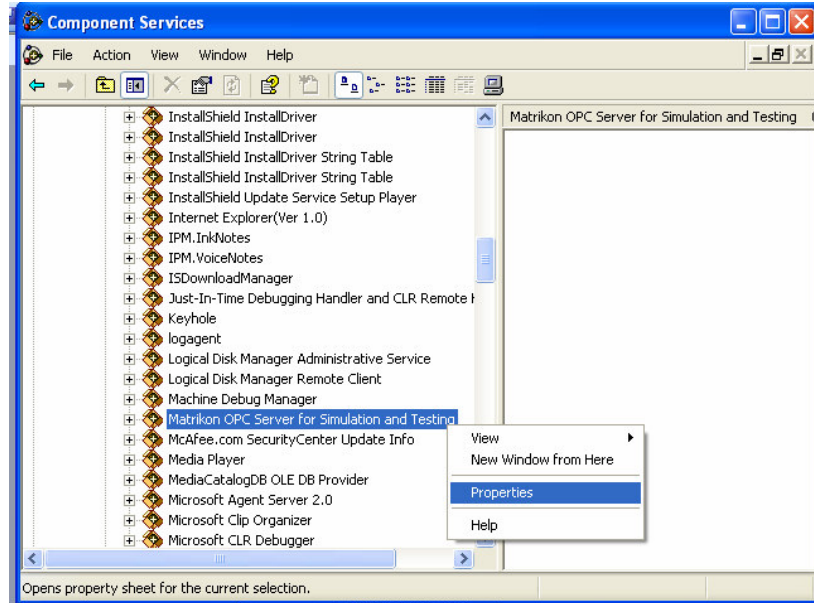 Component Services
File Action View Window Help
Matrikon OPC Server for Simulation and Testing
InstallShield InstallDriver
InstallShield InstallDriver
InstallShield InstallDriver String Table
InstallShield InstallDriver String Table
InstallShield Update Service Setup Player
Internet Explorer(Ver 1.0)
IPM.InkNotes
IPM.VoiceNotes
ISDownloadManager
Just-In-Time Debugging Handler and CLR Remote
Keyhole
logagent
Logical Disk Manager Administrative Service
Logical Disk Manager Remote Client
Machine Debug Manager
Matrikon OPC Server for Simulation and Testing
McAfee.com SecurityCenter Update Info
Media Player
MediaCatalogDB OLE DB Provider
Microsoft Agent Server 2.0
Microsoft Clip Organizer
Microsoft CLR Debugger
View
New Window from Here
Properties
Help
Opens property sheet for the current selection.